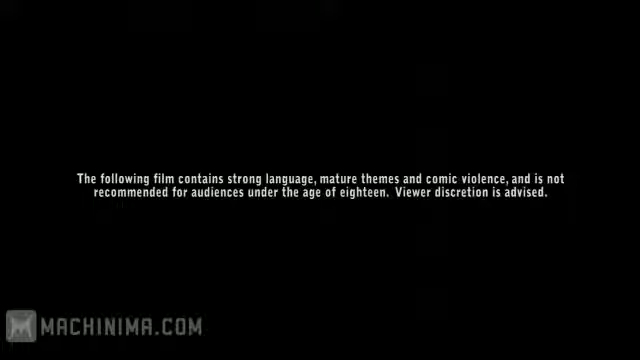 The following film contains strong language, mature themes and comic violence, and is not
recommended for audiences under the age of eighteen. Viewer discretion is advised.
MACHINIMA.COM